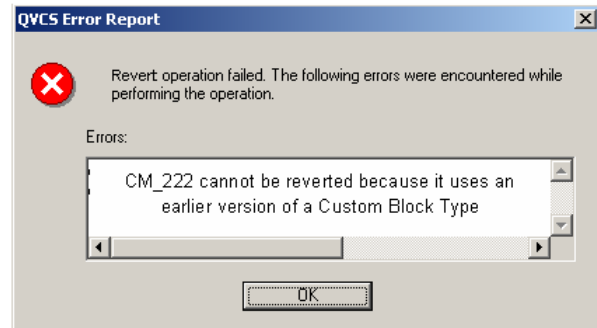 QVCS Error Report
Revert operation failed. The following errors were encountered while
performing the operation.
Errors:
CM_222 cannot be reverted because it uses an
earlier version of a Custom Block Type
OK